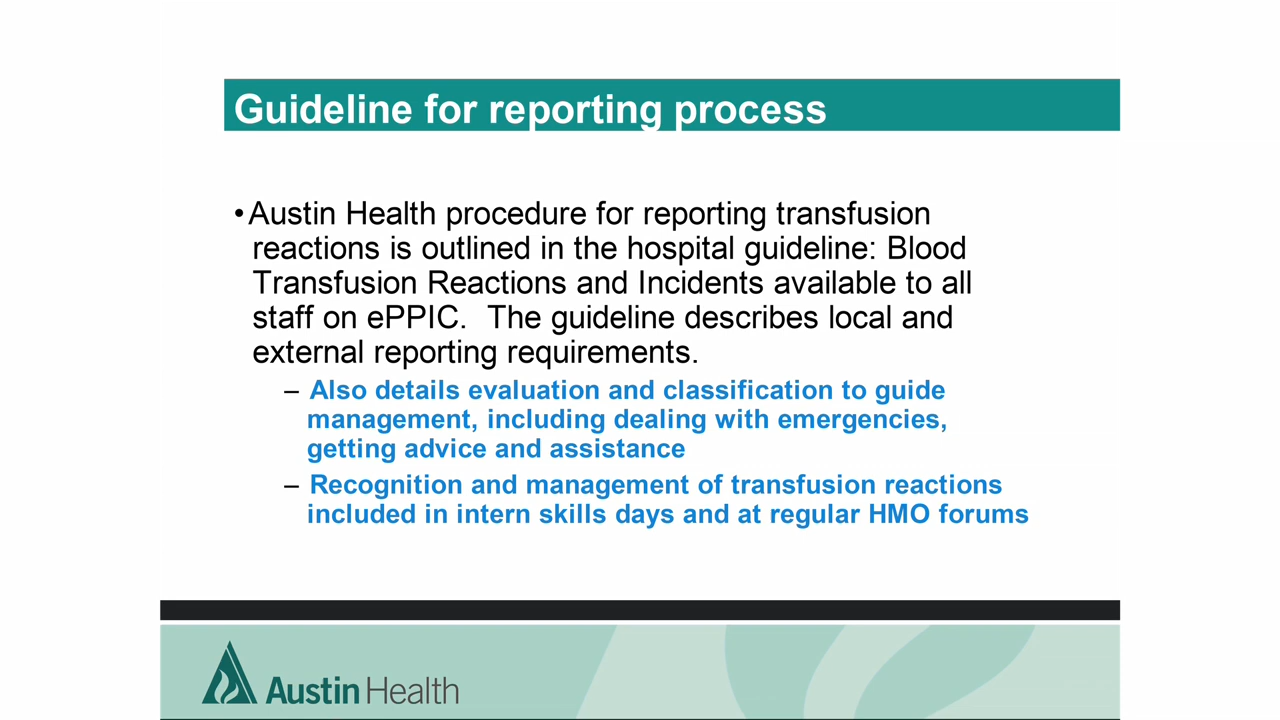 Guideline for reporting process
•Austin Health procedure for reporting transfusion
reactions is outlined in the hospital guideline: Blood
Transfusion Reactions and Incidents available to all
staff on ePPIC.  The guideline describes local and
external reporting requirements.
– Also details evaluation and classification to guide
management, including dealing with emergencies,
getting advice and assistance
– Recognition and management of transfusion reactions
included in intern skills days and at regular HMO forums
Austin Health